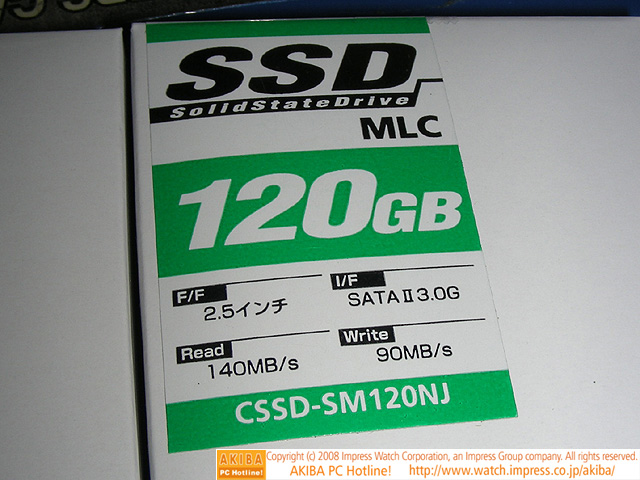 SSD
SolidStateDrive
MLC
120GB
F/F
2.5インチ
I/F
SATAⅡ3.0G
Read
140MB/s
Write
90MB/s
CSSD-SM120NJ
AKIBA
PC Hotline!
Copyright (c) 2008 Impress Watch Corporation, an Impress Group company. All rights reserved.
AKIBA PC Hotline! http://www.watch.impress.co.jp/akiba/